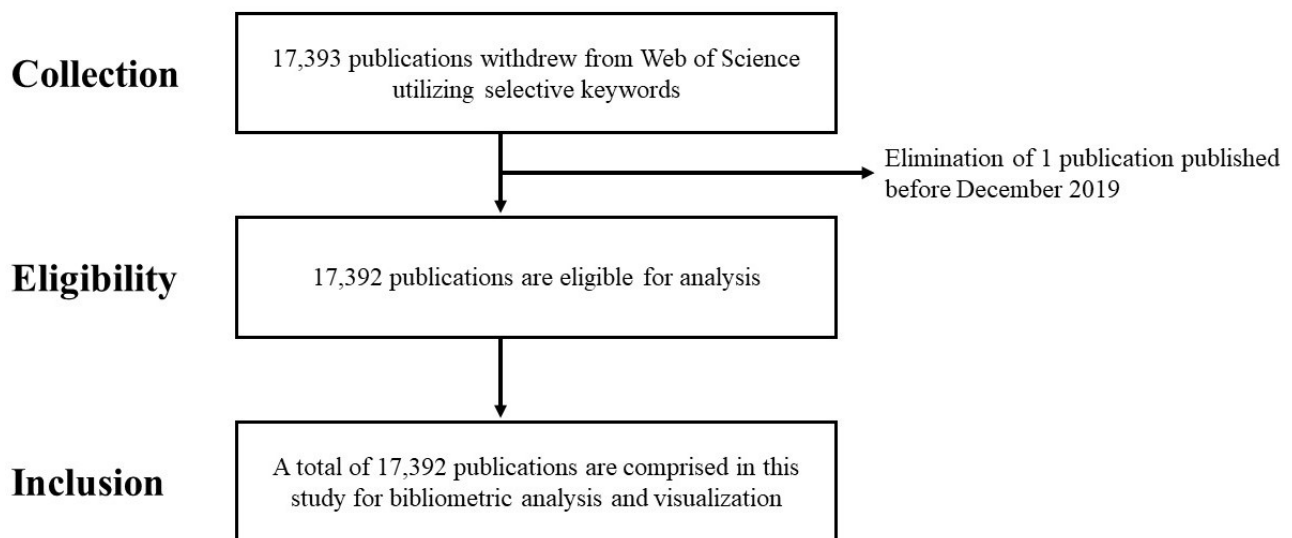 Collection
17,393 publications withdrew from Web of Science
utilizing selective keywords
Elimination of 1 publication published
before December 2019
Eligibility
17,392 publications are eligible for analysis
Inclusion
A total of 17,392 publications are comprised in this
study for bibliometric analysis and visualization